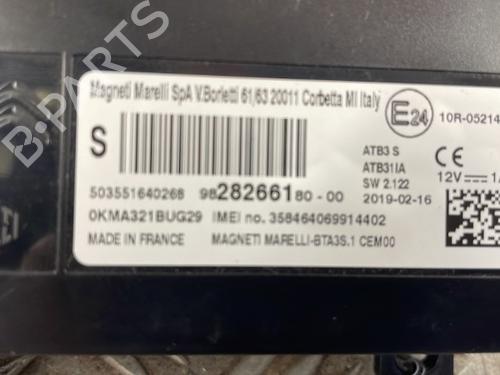 B-PARTS
Magneti Marelli SpA V.Borletti 61/63 20011 Corbetta MI Italy
E24
10R-05214
S
ATB3 S
ATB31IA
SW 2.122
2019-02-16
CE
12V
503551640268
9828266180-00
0KMA321BUG29
IMEI no. 358464069914402
MADE IN FRANCE
MAGNETI MARELLI-BTA3S.1 CEM00